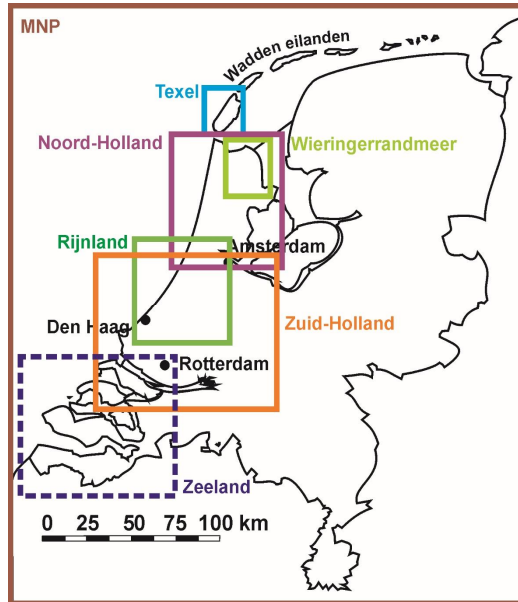 MNP
Wadden eilanden
Texel
Noord-Holland
Wieringerrandmeer
Rijnland
Amsterdam
Den Haag
Zuid-Holland
Rotterdam
Zeeland
0 25 50 75 100 km